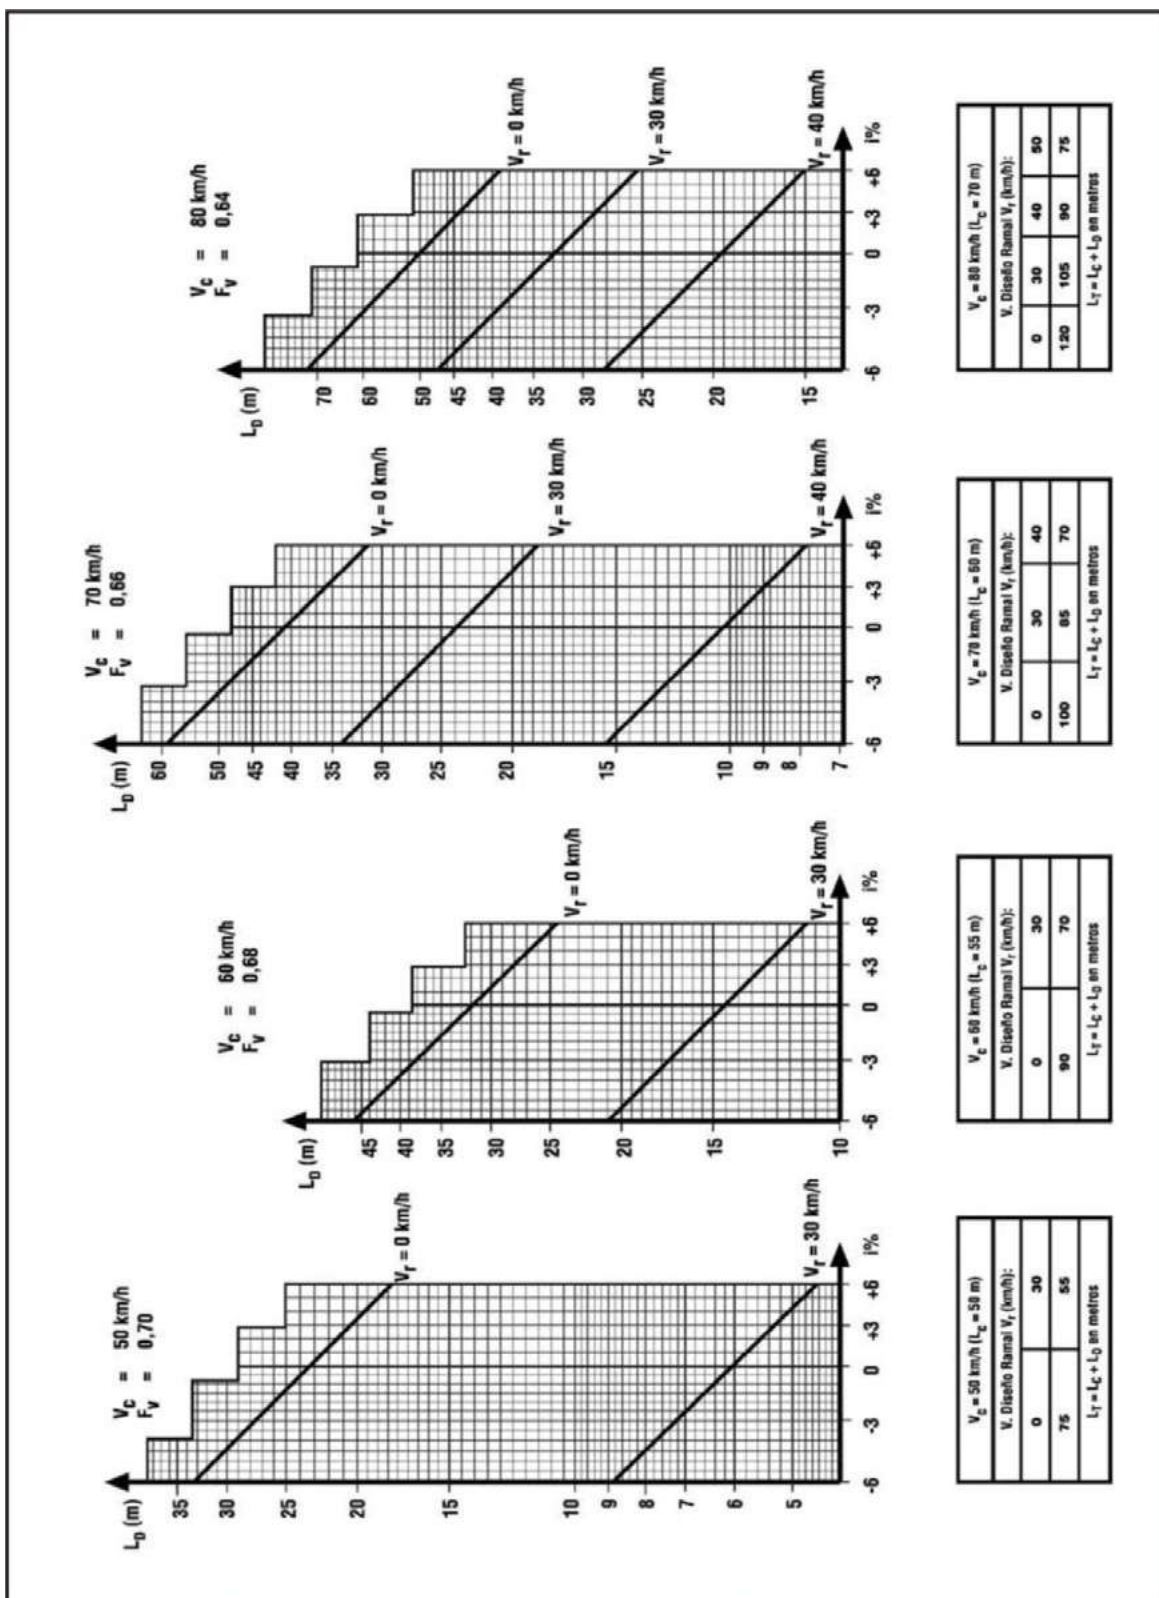 Vc = 50 km/h
Fv = 0,70
LD (m)
35
30
25
20
15
10
9
8
7
6
5
-6 -3 0 +3 +6 i%
Vr = 0 km/h
Vr = 30 km/h
Vc = 60 km/h
Fv = 0,68
LD (m)
45
40
35
30
25
20
15
10
-6 -3 0 +3 +6 i%
Vr = 0 km/h
Vr = 30 km/h
Vc = 70 km/h
Fv = 0,66
LD (m)
60
50
45
40
35
30
25
20
15
10
9
8
7
-6 -3 0 +3 +6 i%
Vr = 0 km/h
Vr = 30 km/h
Vr = 40 km/h
Vc = 80 km/h
Fv = 0,64
LD (m)
70
60
50
45
40
35
30
25
20
15
-6 -3 0 +3 +6 i%
Vr = 0 km/h
Vr = 30 km/h
Vr = 40 km/h
Vc = 50 km/h (Lc = 50 m)
V. Diseño Ramal Vr (km/h):
0 30
75 55
LT = LC + LD en metros
Vc = 60 km/h (Lc = 55 m)
V. Diseño Ramal Vr (km/h):
0 30
90 70
LT = LC + LD en metros
Vc = 70 km/h (Lc = 60 m)
V. Diseño Ramal Vr (km/h):
0 30 40
100 85 70
LT = LC + LD en metros
Vc = 80 km/h (Lc = 70 m)
V. Diseño Ramal Vr (km/h):
0 30 40 50
120 105 90 75
LT = LC + LD en metros